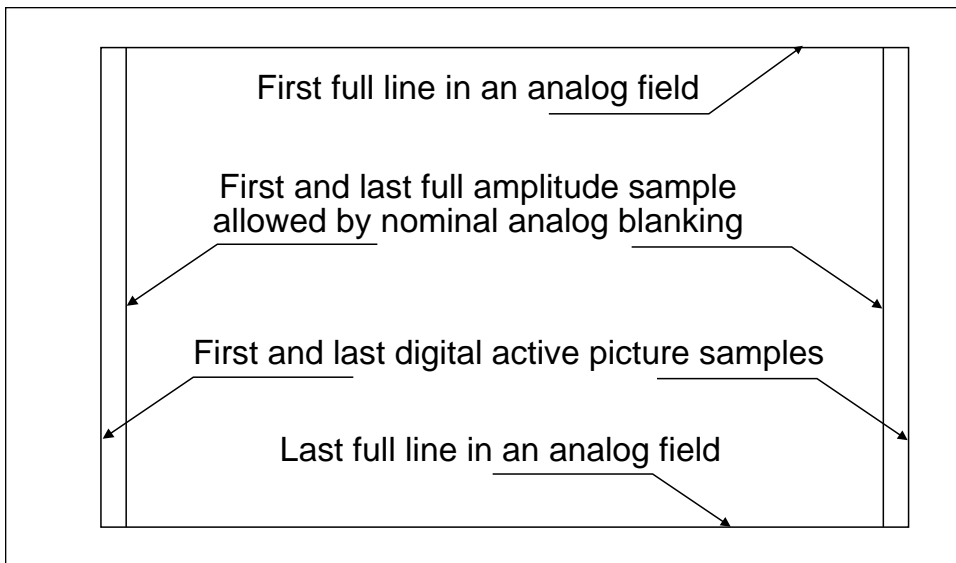 First full line in an analog field
First and last full amplitude sample
allowed by nominal analog blanking
First and last digital active picture samples
Last full line in an analog field